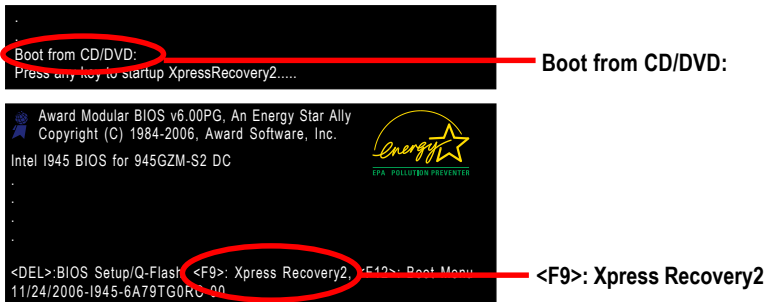 .
.
Boot from CD/DVD:
Press any key to startup XpressRecovery2.....
Boot from CD/DVD:
Award Modular BIOS v6.00PG, An Energy Star Ally
Copyright (C) 1984-2006, Award Software, Inc.
energy
EPA POLLUTION PREVENTER
Intel I945 BIOS for 945GZM-S2 DC
.
.
.
.
<DEL>:BIOS Setup/Q-Flash, <F9>: Xpress Recovery2, <F12>: Boot Menu
11/24/2006-I945-6A79TG0RC-00
<F9>: Xpress Recovery2